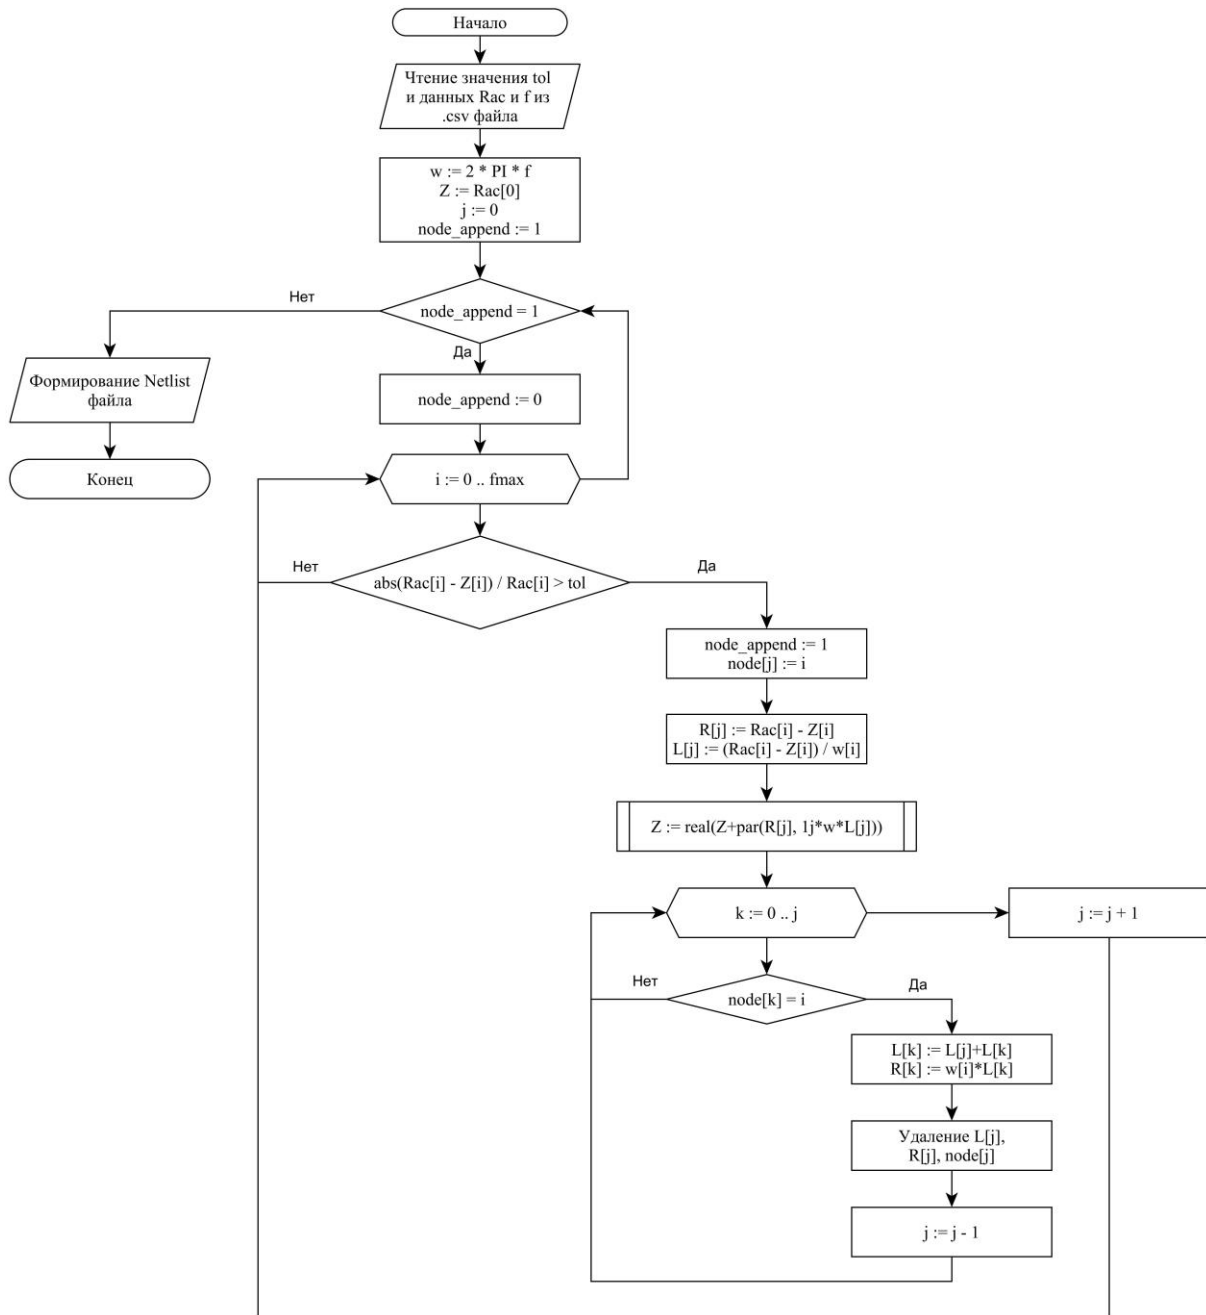 Начало
Чтение значения tol
и данных Rac и f из
.csv файла
w := 2 * PI * f
Z := Rac[0]
j := 0
node_append := 1
Нет
node_append = 1
Да
Формирование Netlist
файла
node_append := 0
Конец
i := 0 .. fmax
Нет
abs(Rac[i] - Z[i]) / Rac[i] > tol
Да
node_append := 1
node[j] := i
R[j] := Rac[i] - Z[i]
L[j] := (Rac[i] - Z[i]) / w[i]
Z := real(Z+par(R[j], 1j*w*L[j]))
k := 0 .. j
j := j + 1
Нет
node[k] = i
Да
L[k] := L[j]+L[k]
R[k] := w[i]*L[k]
Удаление L[j],
R[j], node[j]
j := j - 1